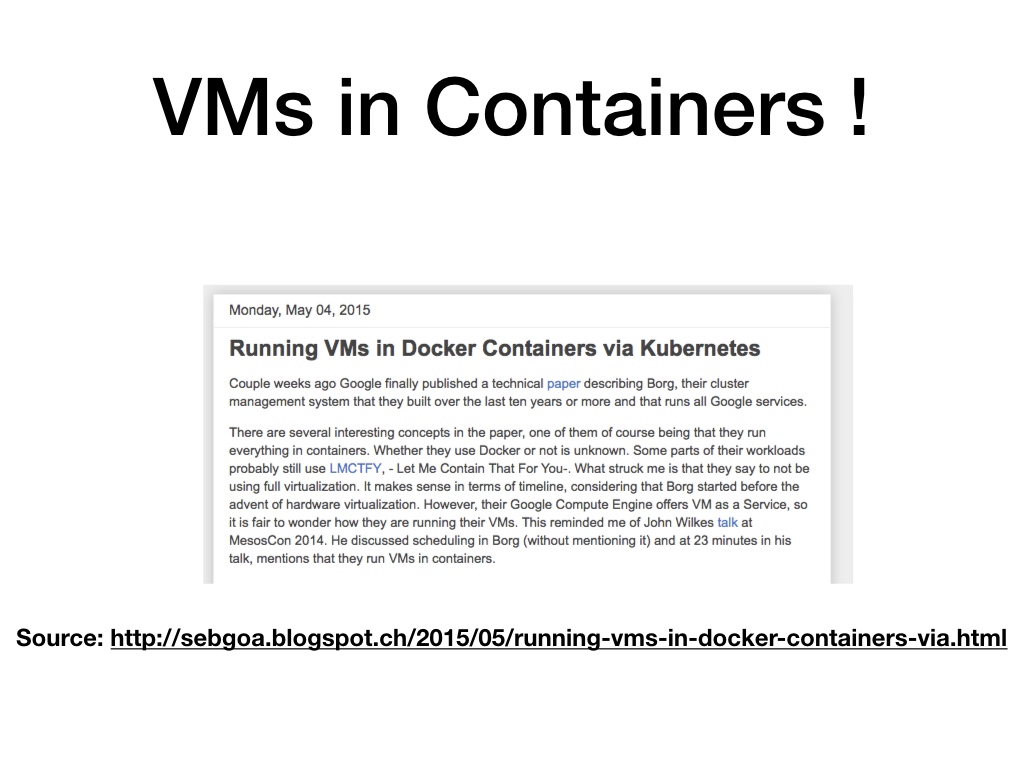 VMs in Containers !
Monday, May 04, 2015
Running VMs in Docker Containers via Kubernetes
Couple weeks ago Google finally published a technical paper describing Borg, their cluster
management system that they built over the last ten years or more and that runs all Google services.
There are several interesting concepts in the paper, one of them of course being that they run
everything in containers. Whether they use Docker or not is unknown. Some parts of their workloads
probably still use LMCTFY, - Let Me Contain That For You-. What struck me is that they say to not be
using full virtualization. It makes sense in terms of timeline, considering that Borg started before the
advent of hardware virtualization. However, their Google Compute Engine offers VM as a Service, so
it is fair to wonder how they are running their VMs. This reminded me of John Wilkes talk at
MesosCon 2014. He discussed scheduling in Borg (without mentioning it) and at 23 minutes in his
talk, mentions that they run VMs in containers.
Source: http://sebgoa.blogspot.ch/2015/05/running-vms-in-docker-containers-via.html